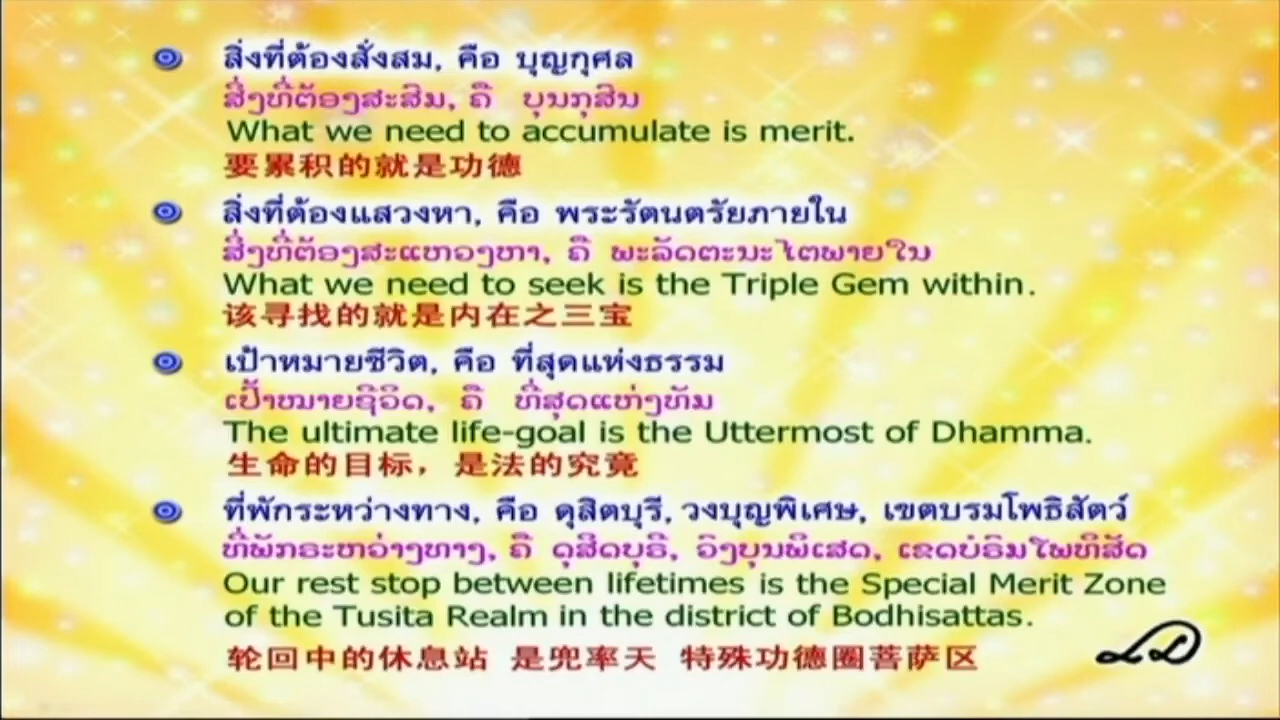 สิ่งที่ต้องสั่งสม, คือ บุญกุศล
ສິ່ງທີ່ຕ້ອງສະສົມ, ຄື ບຸນກຸສົນ
What we need to accumulate is merit.
要累积的就是功德
สิ่งที่ต้องแสวงหา, คือ พระรัตนตรัยภายใน
ສິ່ງທີ່ຕ້ອງສະແຫວງຫາ, ຄື ພະລັດຕະນະໄຕພາຍໃນ
What we need to seek is the Triple Gem within.
该寻找的就是内在之三宝
เป้าหมายชีวิต, คือ ที่สุดแห่งธรรม
ເປົ້າໝາຍຊີວິດ, ຄື ທີ່ສຸດແຫ່ງທັມ
The ultimate life-goal is the Uttermost of Dhamma.
生命的目标，是法的究竟
ที่พักระหว่างทาง, คือ ดุสิตบุรี, วงบุญพิเศษ, เขตบรมโพธิสัตว์
ທີ່ພັກຣະຫວ່າງທາງ, ຄື ດຸສິດບຸຣີ, ວົງບຸນພິເສດ, ເຂດບໍຣົມໂພທິສັດ
Our rest stop between lifetimes is the Special Merit Zone
of the Tusita Realm in the district of Bodhisattas.
轮回中的休息站 是兜率天 特殊功德圈菩萨区